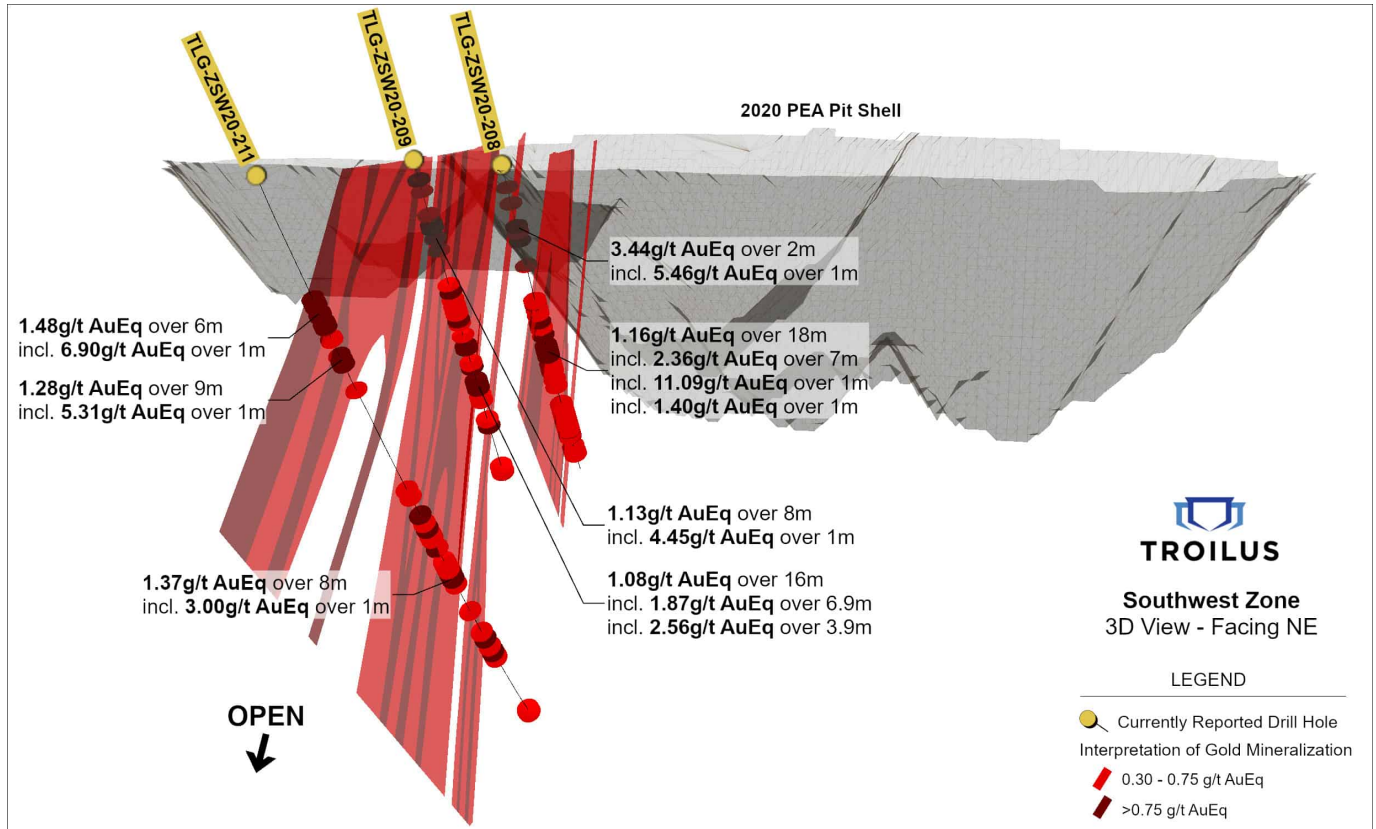 TLG-ZSW20-211
TLG-ZSW20-209
TLG-ZSW20-208
2020 PEA Pit Shell
3.44g/t AuEq over 2m
incl. 5.46g/t AuEq over 1m
1.48g/t AuEq over 6m
incl. 6.90g/t AuEq over 1m
1.28g/t AuEq over 9m
incl. 5.31g/t AuEq over 1m
1.16g/t AuEq over 18m
incl. 2.36g/t AuEq over 7m
incl. 11.09g/t AuEq over 1m
incl. 1.40g/t AuEq over 1m
1.13g/t AuEq over 8m
incl. 4.45g/t AuEq over 1m
1.08g/t AuEq over 16m
incl. 1.87g/t AuEq over 6.9m
incl. 2.56g/t AuEq over 3.9m
1.37g/t AuEq over 8m
incl. 3.00g/t AuEq over 1m
OPEN
TROILUS
Southwest Zone
3D View - Facing NE
LEGEND
Currently Reported Drill Hole
Interpretation of Gold Mineralization
0.30 - 0.75 g/t AuEq
>0.75 g/t AuEq